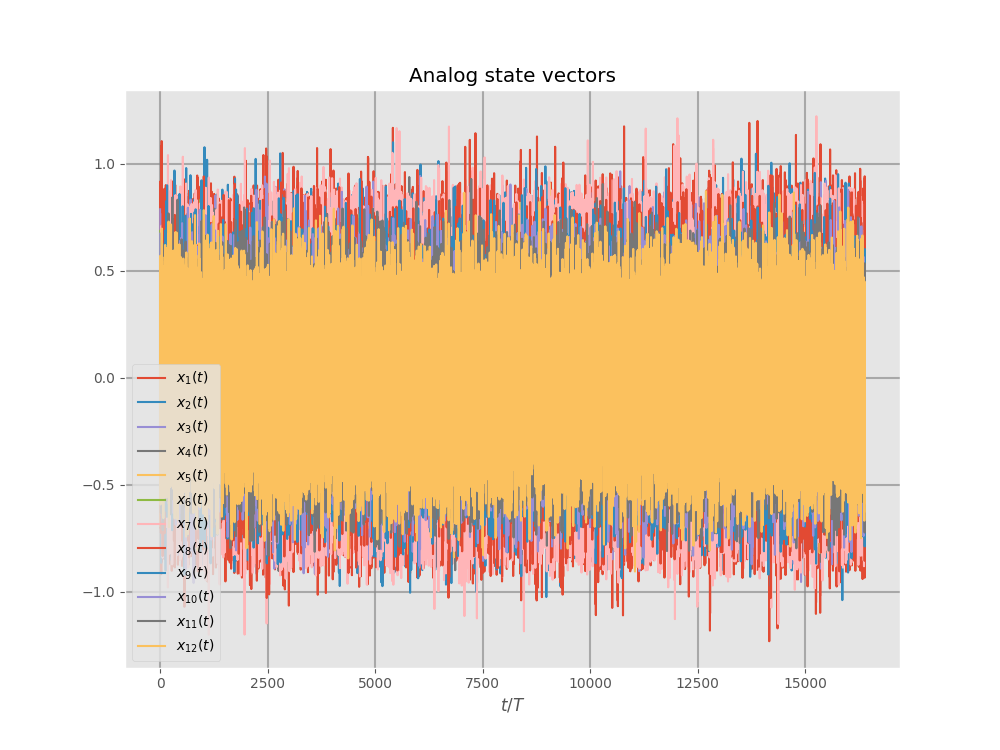 Analog state vectors
1.0
0.5
0.0
−0.5
−1.0
x₁(t)
x₂(t)
x₃(t)
x₄(t)
x₅(t)
x₆(t)
x₇(t)
x₈(t)
x₉(t)
x₁₀(t)
x₁₁(t)
x₁₂(t)
0 2500 5000 7500 10000 12500 15000
t/T